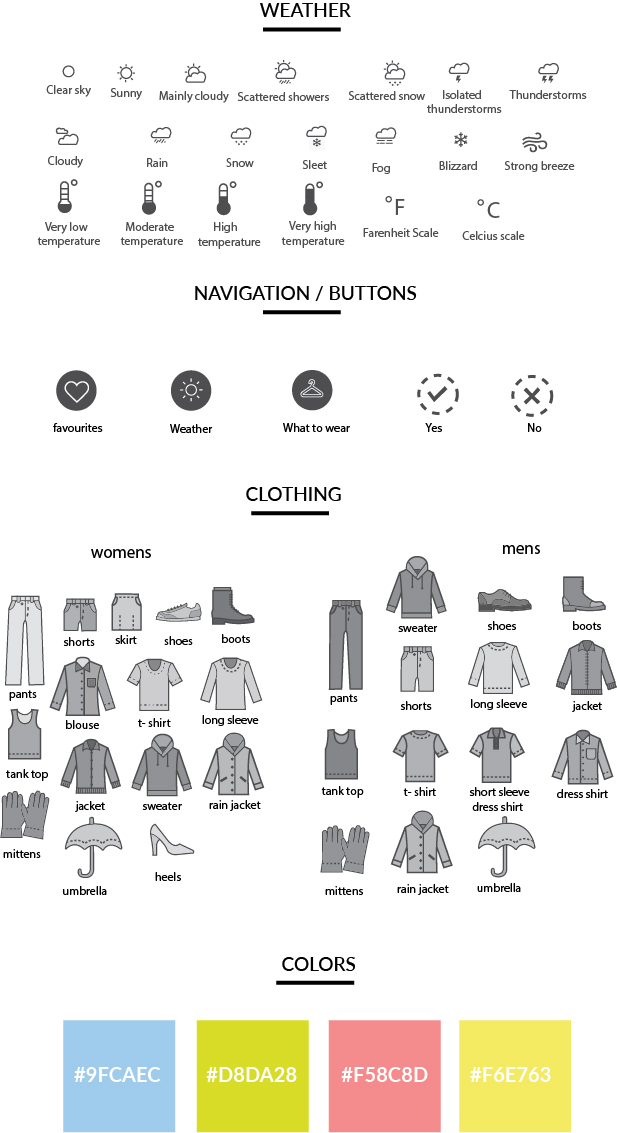 WEATHER
Clear sky
Sunny
Mainly cloudy
Scattered showers
Scattered snow
Isolated
thunderstorms
Thunderstorms
Cloudy
Rain
Snow
Sleet
Fog
Blizzard
Strong breeze
Very low
temperature
Moderate
temperature
High
temperature
Very high
temperature
°F
Farenheit Scale
°C
Celcius scale
NAVIGATION / BUTTONS
favourites
Weather
What to wear
Yes
No
CLOTHING
womens
pants
shorts
skirt
shoes
boots
blouse
t- shirt
long sleeve
tank top
jacket
sweater
rain jacket
mittens
umbrella
heels
mens
pants
sweater
shoes
boots
shorts
long sleeve
jacket
tank top
t- shirt
short sleeve
dress shirt
dress shirt
mittens
rain jacket
umbrella
COLORS
#9FCAEC
#D8DA28
#F58C8D
#F6E763